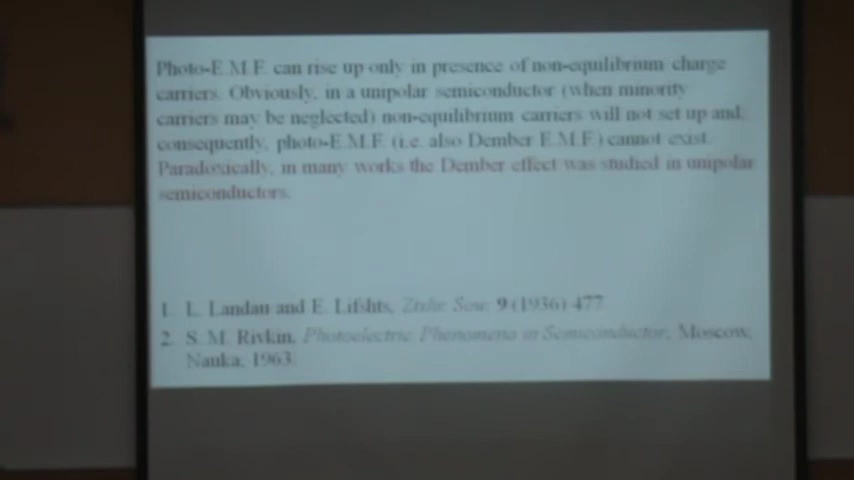 Photo-E.M.F. can rise up only in presence of non-equilibrium charge
carriers. Obviously, in a unipolar semiconductor (when minority
carriers may be neglected) non-equilibrium carriers will not set up and,
consequently, photo-E.M.F. (i.e. also Dember E.M.F.) cannot exist.
Paradoxically, in many works the Dember effect was studied in unipolar
semiconductors.
1. L. Landau and E. Lifshts, Sow. 9 (1936) 477.
2. S. M. Rivkin, Photoelectric Phenomena in Semiconductor, Moscow,
Nauka, 1963.